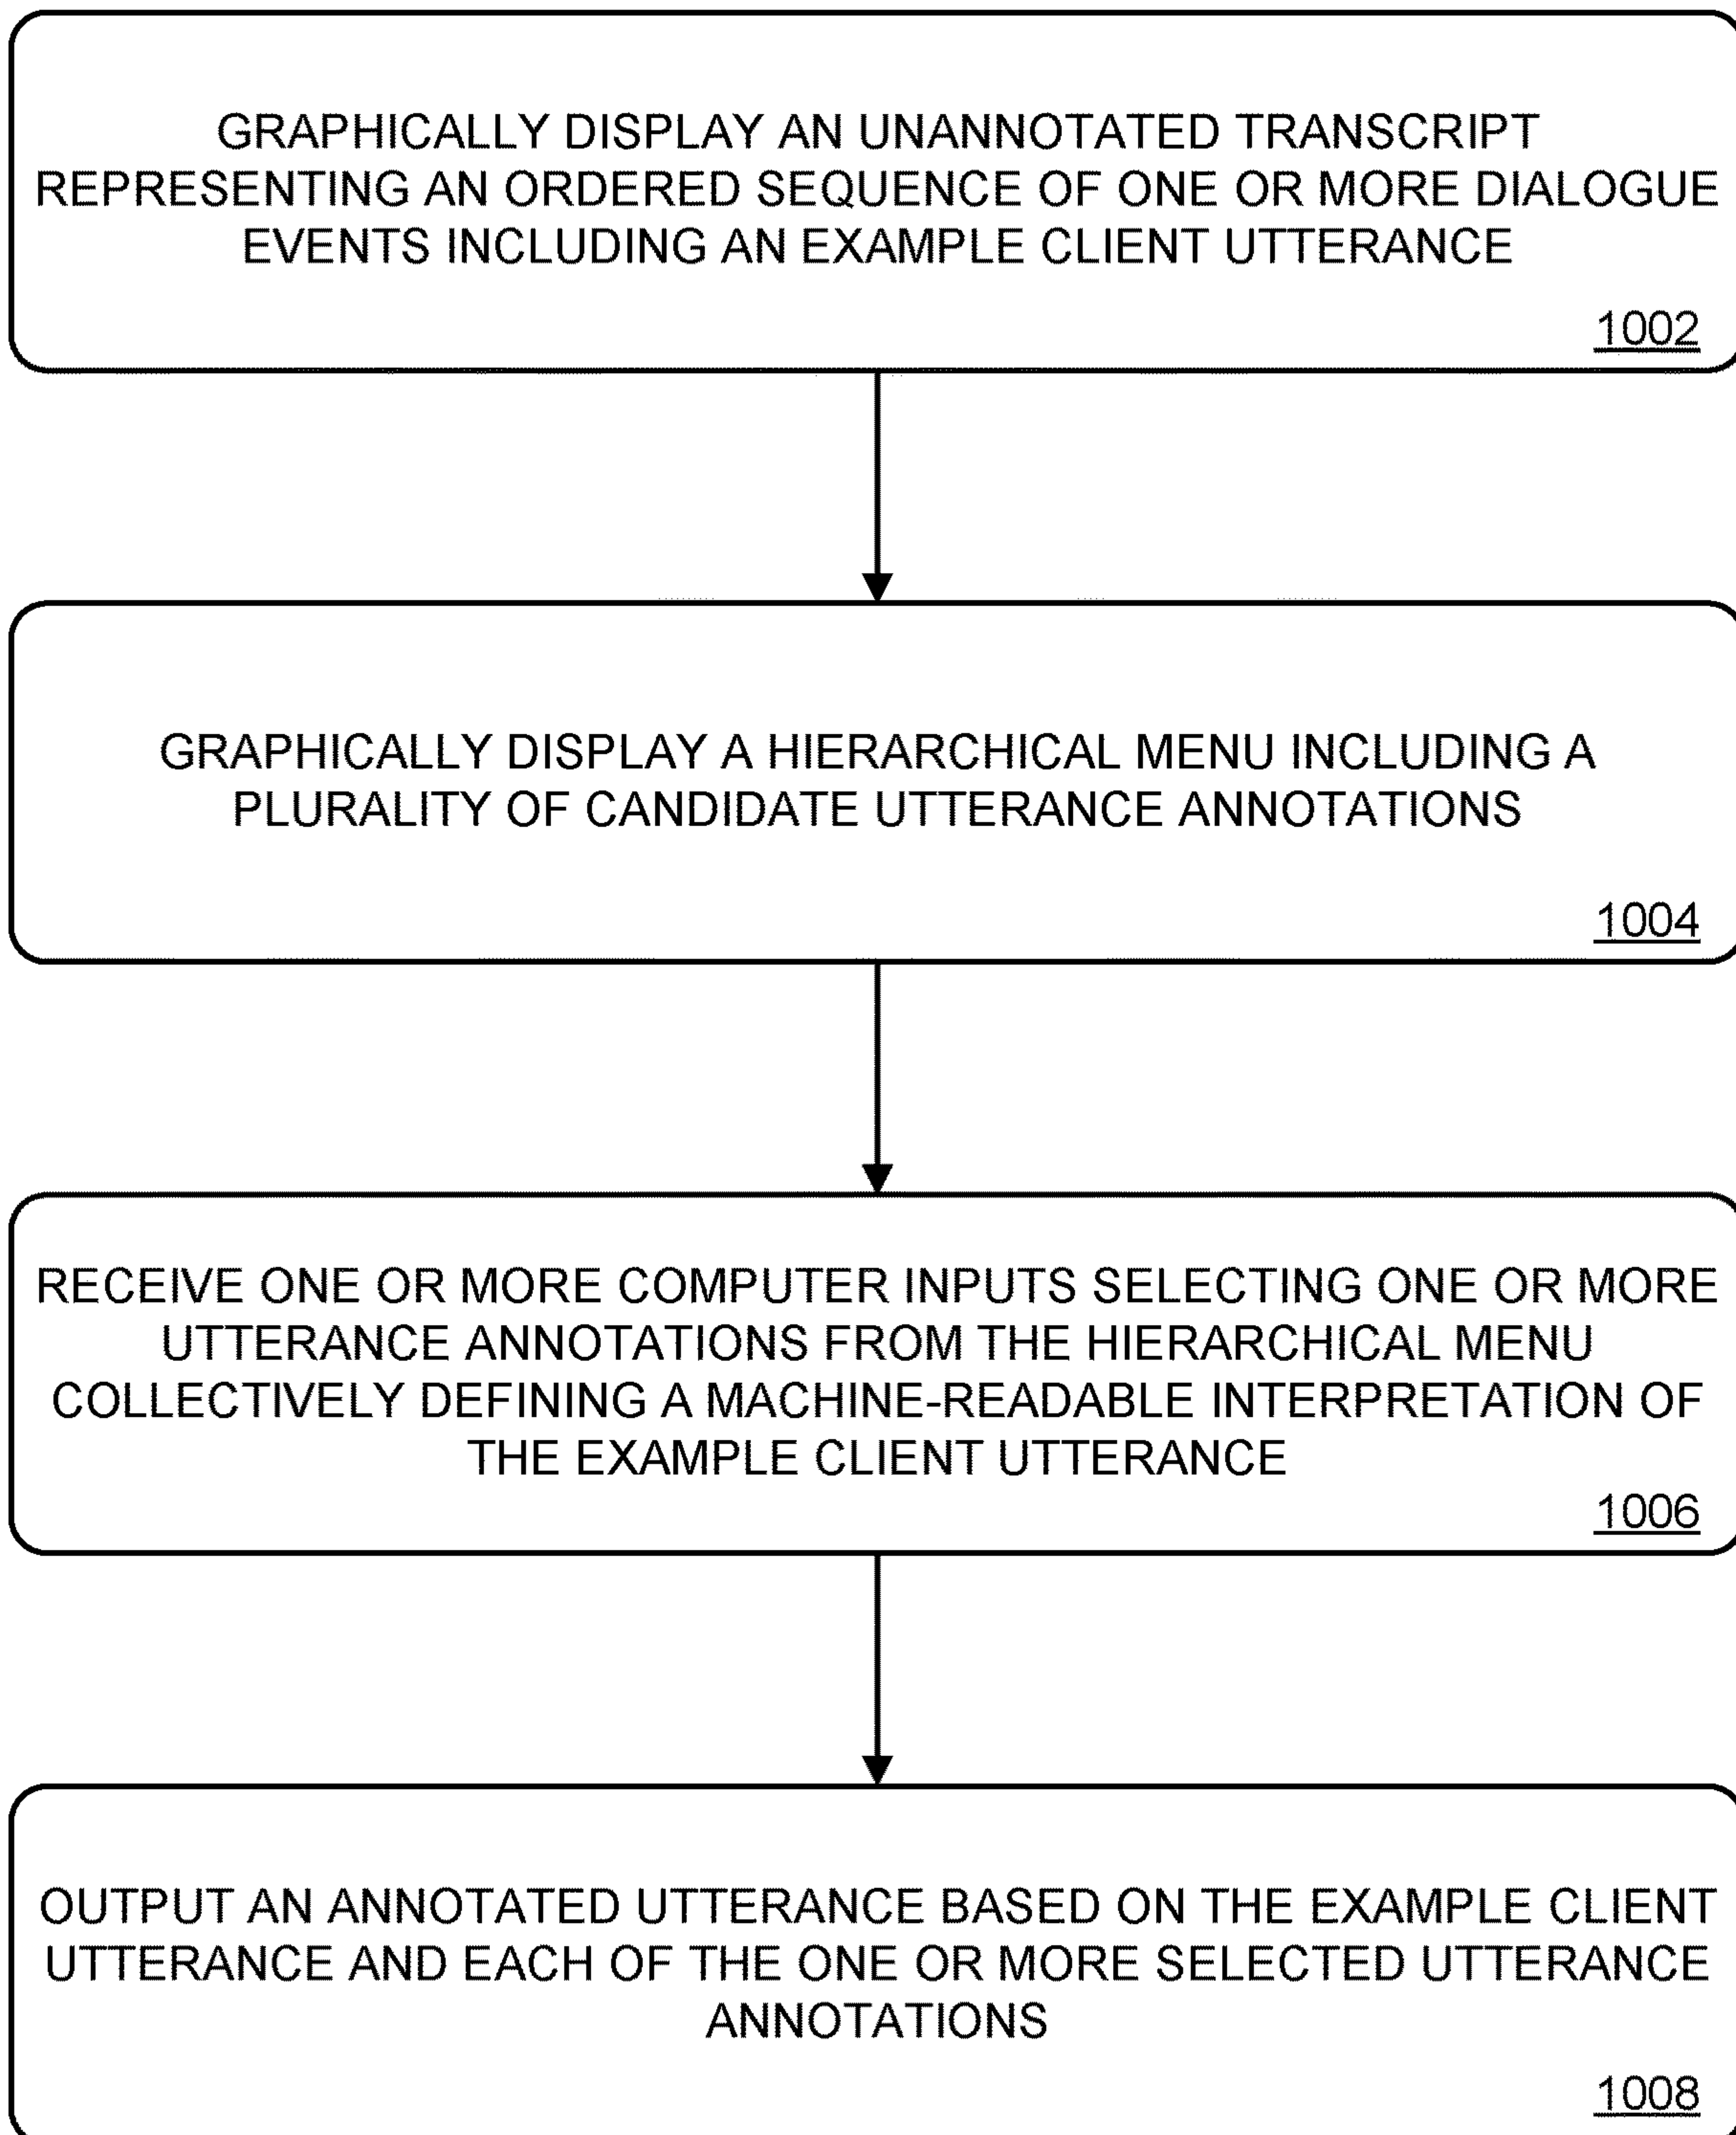 GRAPHICALLY DISPLAY AN UNANNOTATED TRANSCRIPT
REPRESENTING AN ORDERED SEQUENCE OF ONE OR MORE DIALOGUE
EVENTS INCLUDING AN EXAMPLE CLIENT UTTERANCE
1002
GRAPHICALLY DISPLAY A HIERARCHICAL MENU INCLUDING A
PLURALITY OF CANDIDATE UTTERANCE ANNOTATIONS
1004
RECEIVE ONE OR MORE COMPUTER INPUTS SELECTING ONE OR MORE
UTTERANCE ANNOTATIONS FROM THE HIERARCHICAL MENU
COLLECTIVELY DEFINING A MACHINE-READABLE INTERPRETATION OF
THE EXAMPLE CLIENT UTTERANCE
1006
OUTPUT AN ANNOTATED UTTERANCE BASED ON THE EXAMPLE CLIENT
UTTERANCE AND EACH OF THE ONE OR MORE SELECTED UTTERANCE
ANNOTATIONS
1008